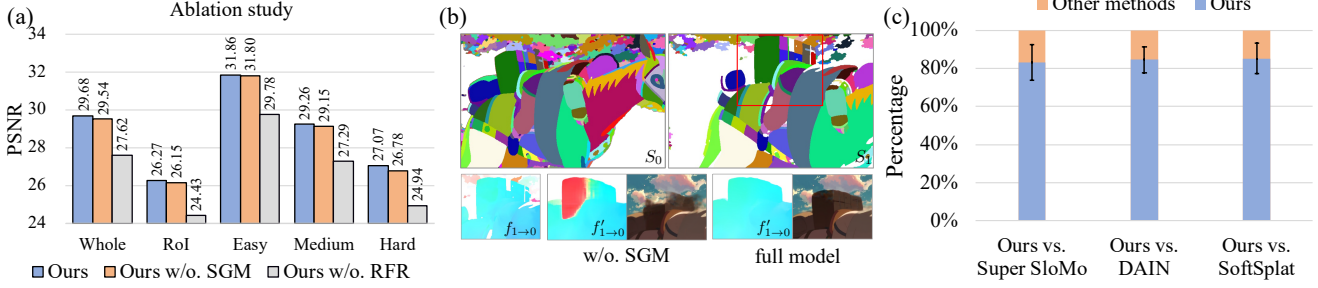 (a)
Ablation study
PSNR
34
32
30
28
26
24
29.68
29.54
27.62
26.27
26.15
24.43
31.86
31.80
29.78
29.26
29.15
27.29
27.07
26.78
24.94
Whole RoI Easy Medium Hard
Ours Ours w/o. SGM Ours w/o. RFR
(b)
S0
S1
f1→0
f′1→0
f′1→0
w/o. SGM
full model
(c)
Other methods Ours
Percentage
100%
80%
60%
40%
20%
0%
Ours vs.
Super SloMo
Ours vs.
DAIN
Ours vs.
SoftSplat